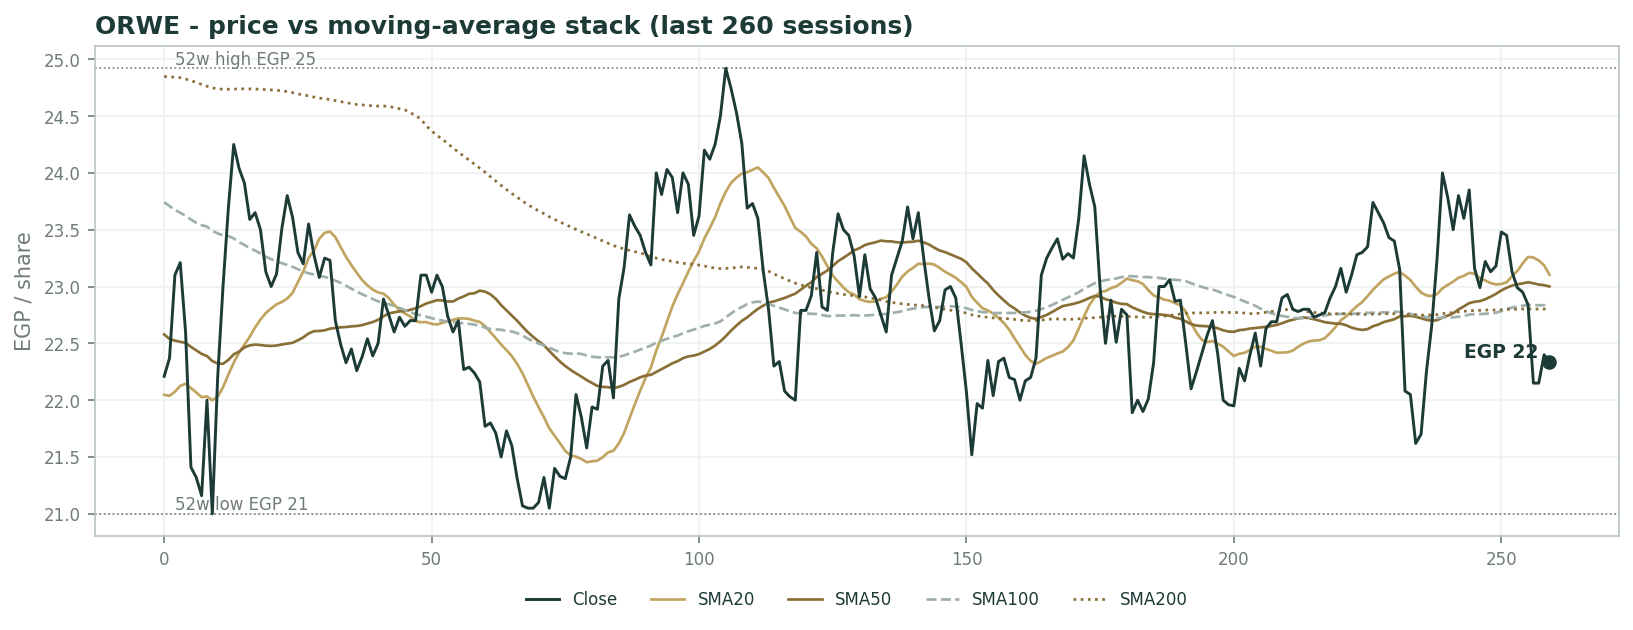 ORWE - price vs moving-average stack (last 260 sessions)
EGP / share
25.0
24.5
24.0
23.5
23.0
22.5
22.0
21.5
21.0
52w high EGP 25
52w low EGP 21
EGP 22
0 50 100 150 200 250
Close SMA20 SMA50 SMA100 SMA200